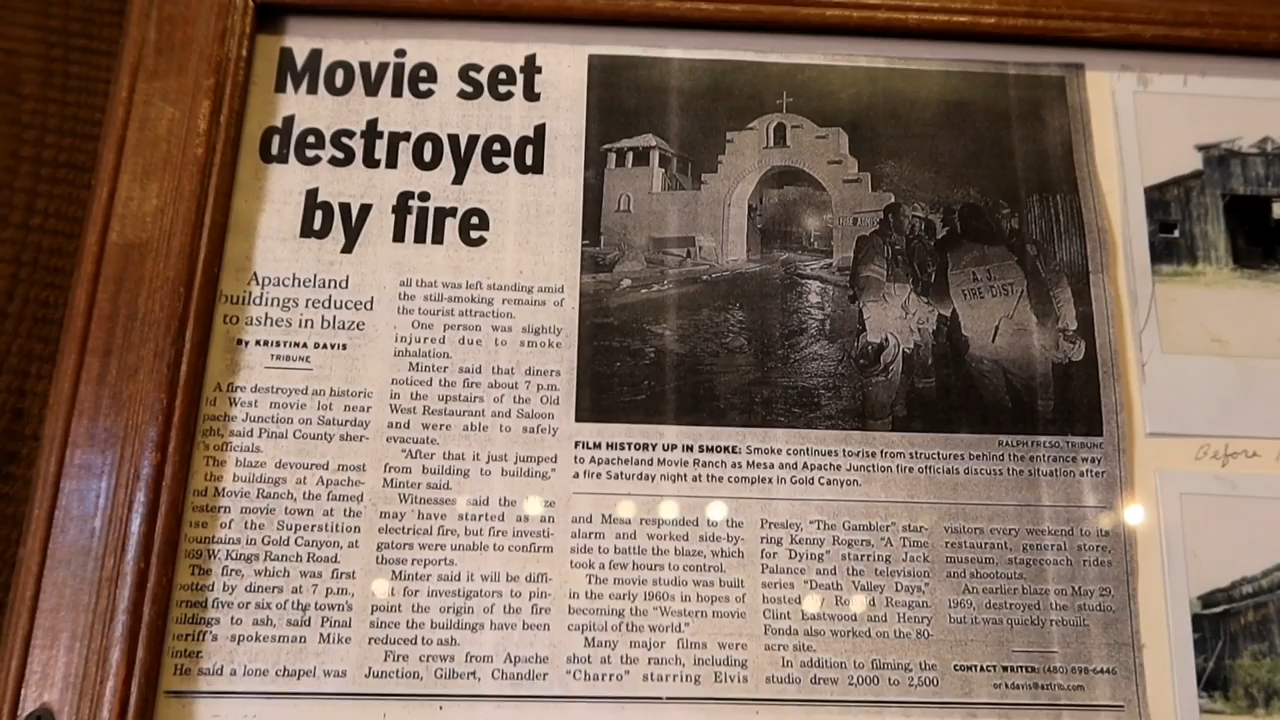 Movie set
destroyed
by fire
Apacheland
buildings reduced
to ashes in blaze
By KRISTINA DAVIS
TRIBUNE
A fire destroyed an historic
ld West movie lot near
pache Junction on Saturday
ght, said Pinal County sher-
's officials.
The blaze devoured most
the buildings at Apache-
nd Movie Ranch, the famed
estern movie town at the
ase of the Superstition
ountains in Gold Canyon, at
169 W. Kings Ranch Road.
The fire, which was first
otted by diners at 7 p.m.,
rned five or six of the town's
uildings to ash, said Pinal
eriff's spokesman Mike
inter.
He said a lone chapel was
all that was left standing amid
the still-smoking remains of
the tourist attraction.
One person was slightly
injured due to smoke
inhalation.
Minter said that diners
noticed the fire about 7 p.m.
in the upstairs of the Old
West Restaurant and Saloon
and were able to safely
evacuate.
"After that it just jumped
from building to building,"
Minter said.
Witnesses said the
may have started as an
electrical fire, but fire investi-
gators were unable to confirm
those reports.
Minter said it will be diffi-
for investigators to pin-
point the origin of the fire
since the buildings have been
reduced to ash.
Fire crews from Apache
Junction, Gilbert, Chandler
A. J.
FIRE DIST.
RALPH FRESO, TRIBUNE
FILM HISTORY UP IN SMOKE: Smoke continues to rise from structures behind the entrance way
to Apacheland Movie Ranch as Mesa and Apache Junction fire officials discuss the situation after
a fire Saturday night at the complex in Gold Canyon.
and Mesa responded to the
alarm and worked side-by-
side to battle the blaze, which
took a few hours to control.
The movie studio was built
in the early 1960s in hopes of
becoming the "Western movie
capitol of the world."
Many major films were
shot at the ranch, including
"Charro" starring Elvis
Presley, "The Gambler" star-
ring Kenny Rogers, "A Time
for Dying" starring Jack
Palance and the television
series "Death Valley Days,"
hosted Reagan.
Clint Eastwood and Henry
Fonda also worked on the 80-
acre site.
In addition to filming, the
studio drew 2,000 to 2,500
visitors every weekend to its
restaurant, general store,
museum, stagecoach rides
and shootouts.
An earlier blaze on May 29,
1969, destroyed the studio,
but it was quickly rebuilt.
CONTACT WRITER: (480) 898-6446
or kdavis@aztrib.com
Before